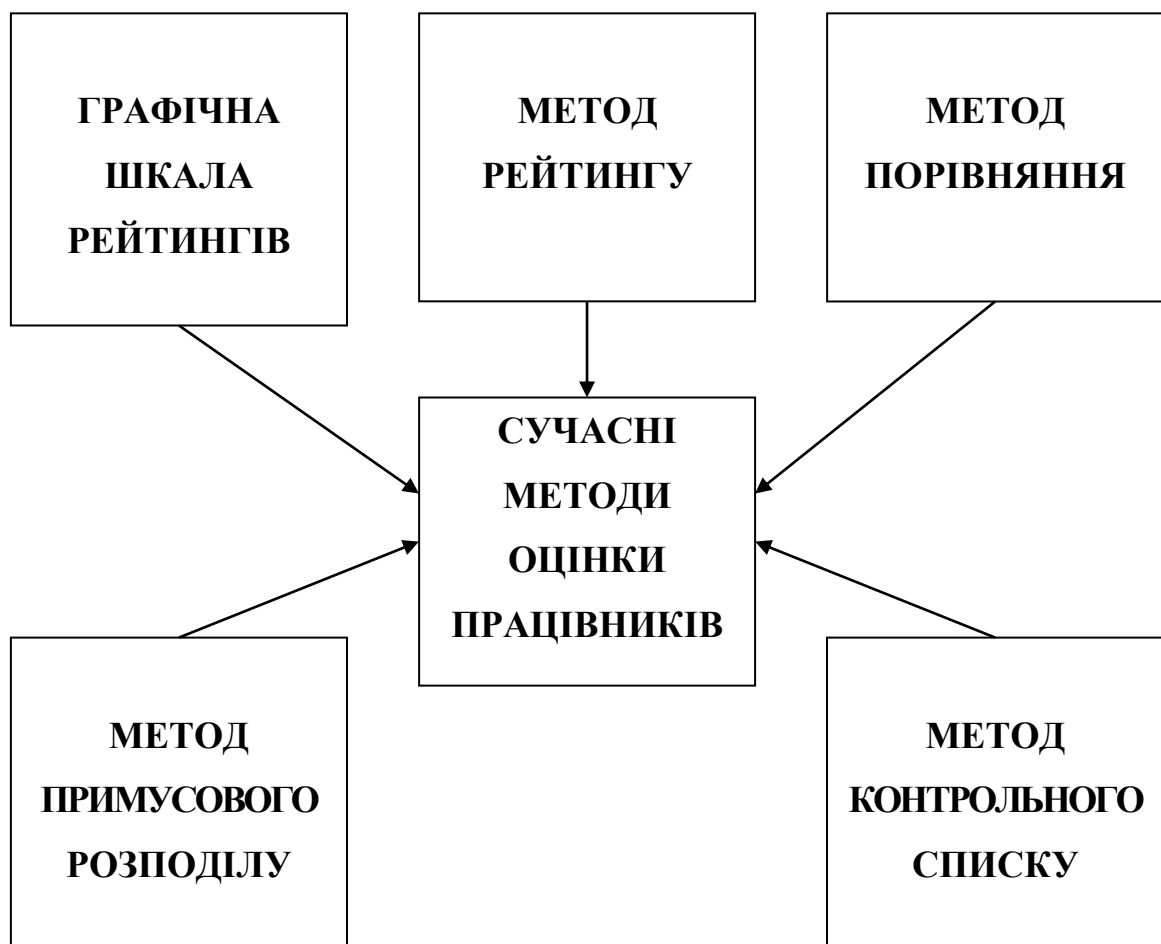 ГРАФІЧНА
ШКАЛА
РЕЙТИНГІВ
МЕТОД
РЕЙТИНГУ
МЕТОД
ПОРІВНЯННЯ
СУЧАСНІ
МЕТОДИ
ОЦІНКИ
ПРАЦІВНИКІВ
МЕТОД
ПРИМУСОВОГО
РОЗПОДІЛУ
МЕТОД
КОНТРОЛЬНОГО
СПИСКУ